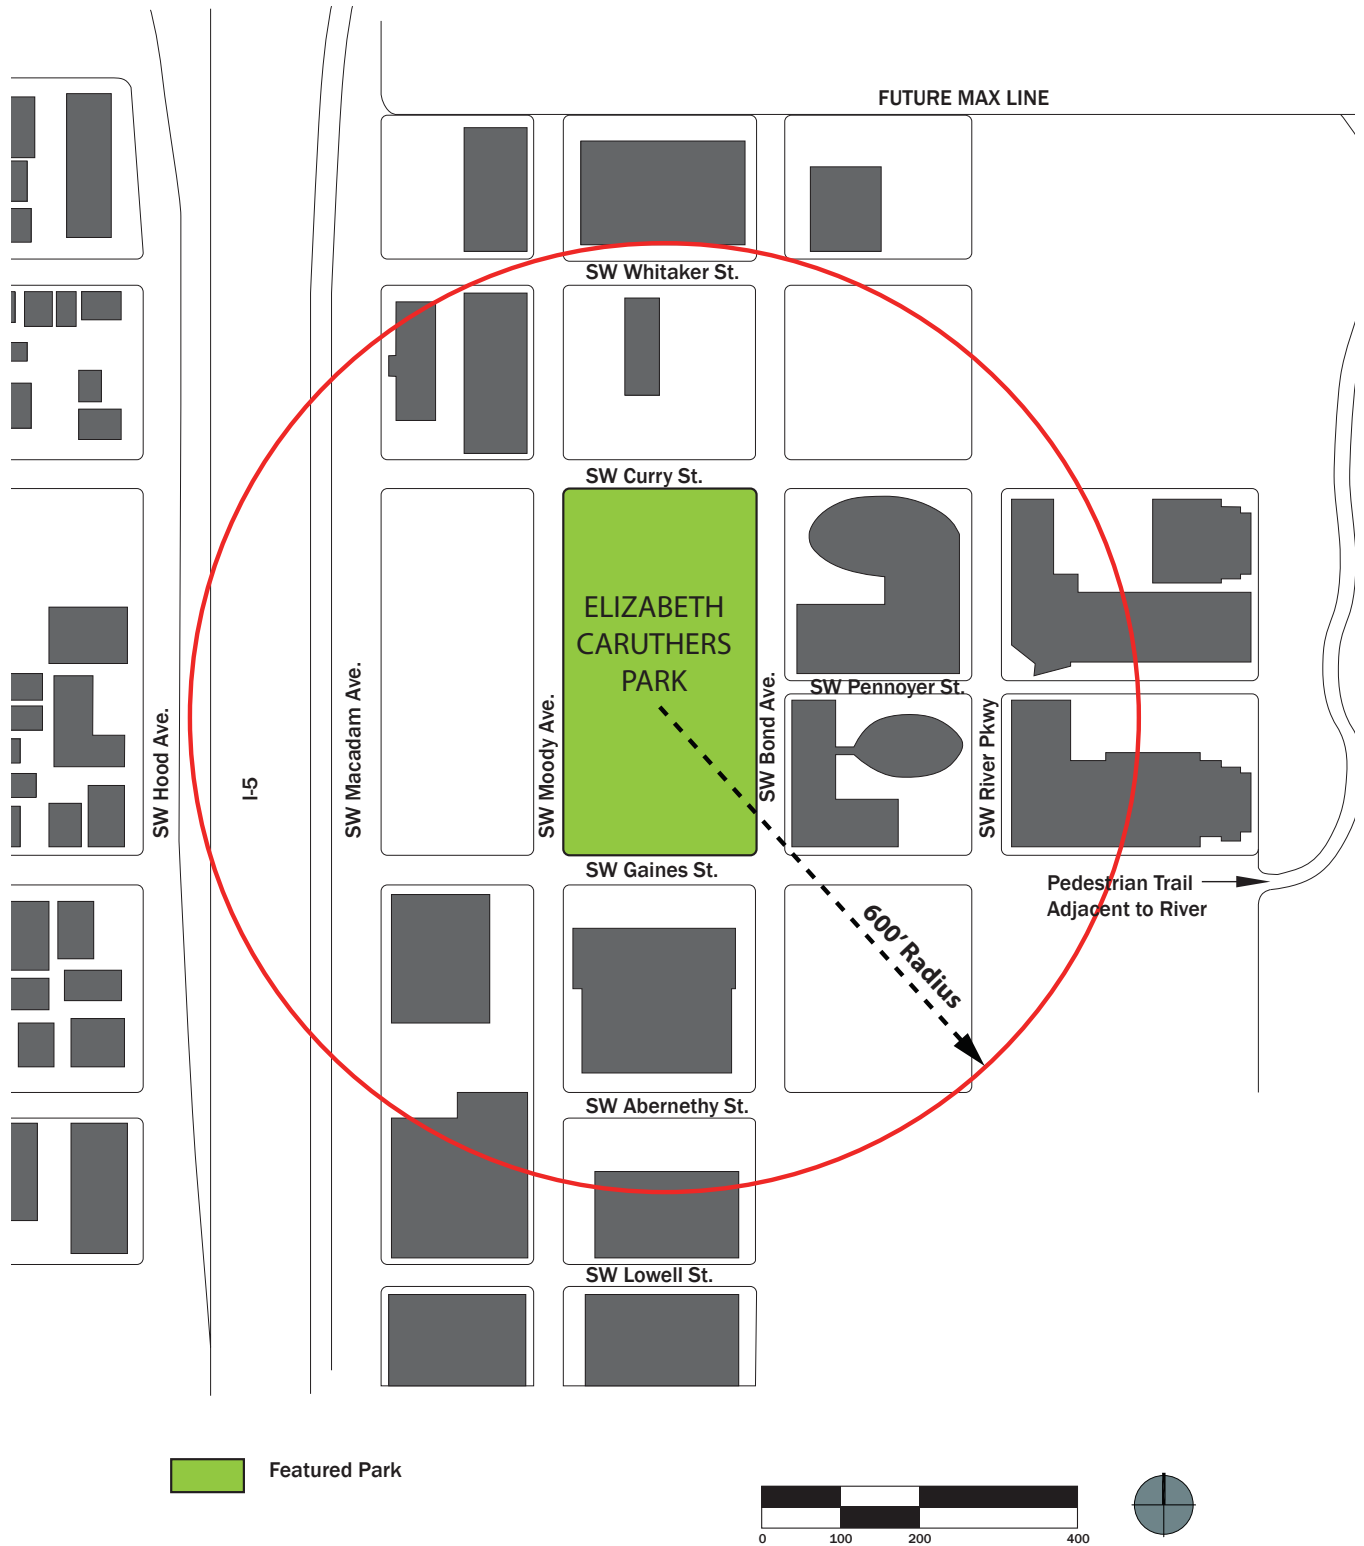 FUTURE MAX LINE
SW Whitaker St.
SW Curry St.
ELIZABETH
CARUTHERS
PARK
SW Pennoyer St.
SW Hood Ave.
I-5
SW Macadam Ave.
SW Moody Ave.
SW Bond Ave.
SW River Pkwy
SW Gaines St.
Pedestrian Trail
Adjacent to River
600' Radius
SW Abernethy St.
SW Lowell St.
Featured Park
0 100 200 400